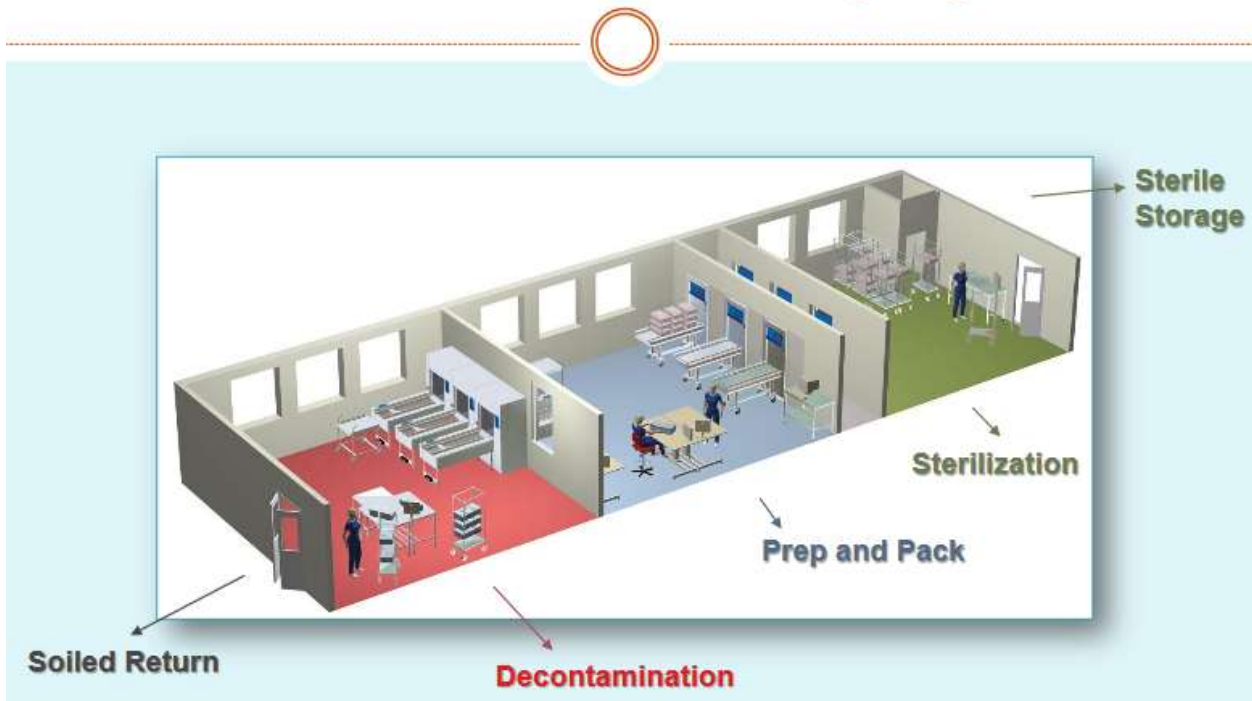 Sterile
Storage
Sterilization
Prep and Pack
Soiled Return
Decontamination